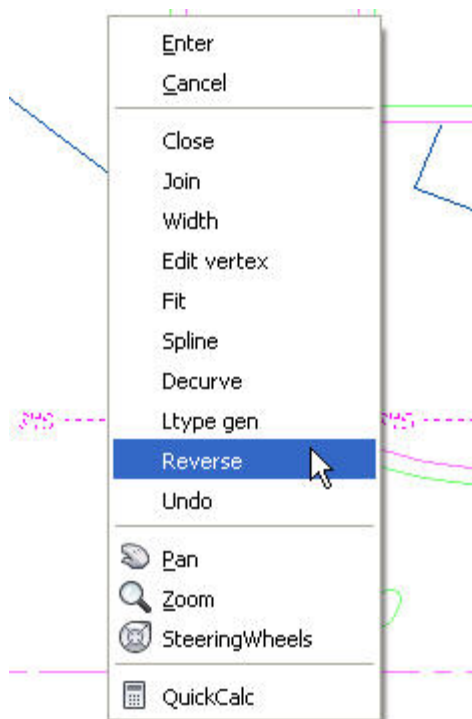 Enter
Cancel
Close
Join
Width
Edit vertex
Fit
Spline
Decurve
Ltype gen
Reverse
Undo
Pan
Zoom
SteeringWheels
QuickCalc